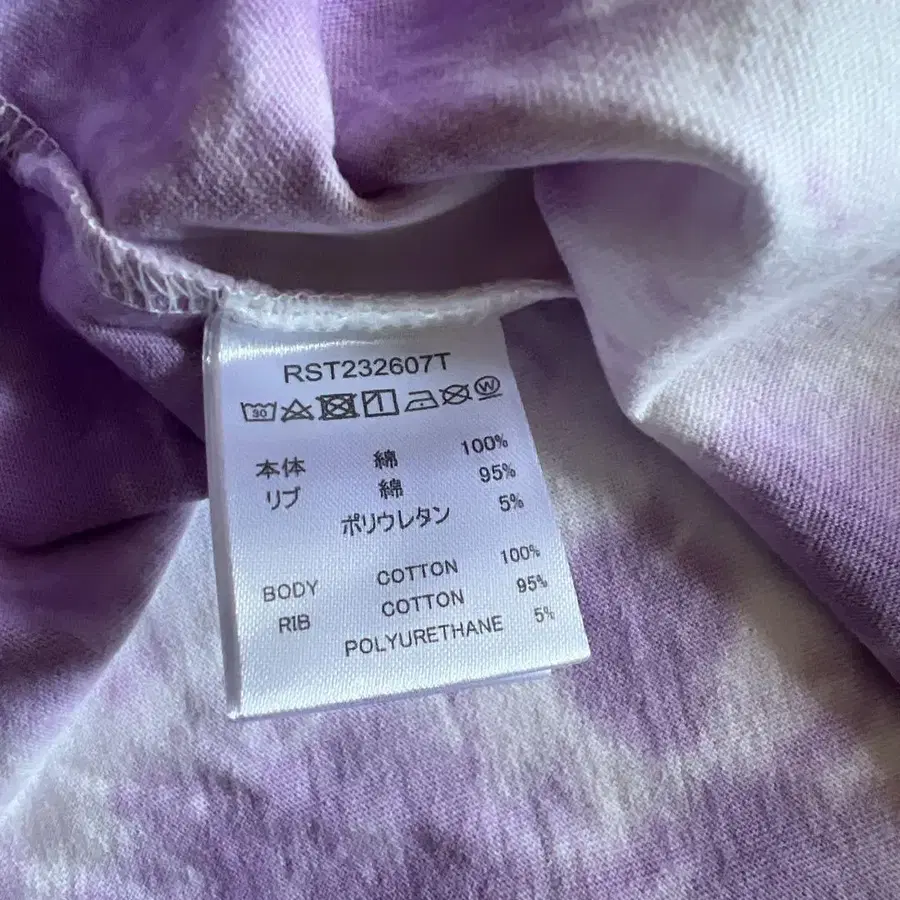 RST232607T
30 W
本体 綿 100%
リブ 綿 95%
ポリウレタン 5%
BODY COTTON 100%
RIB COTTON 95%
POLYURETHANE 5%